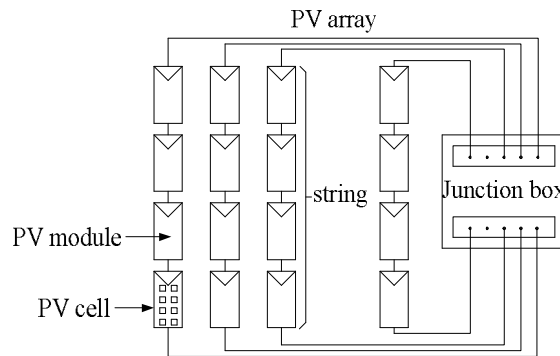 PV array
string
Junction box
PV module
PV cell